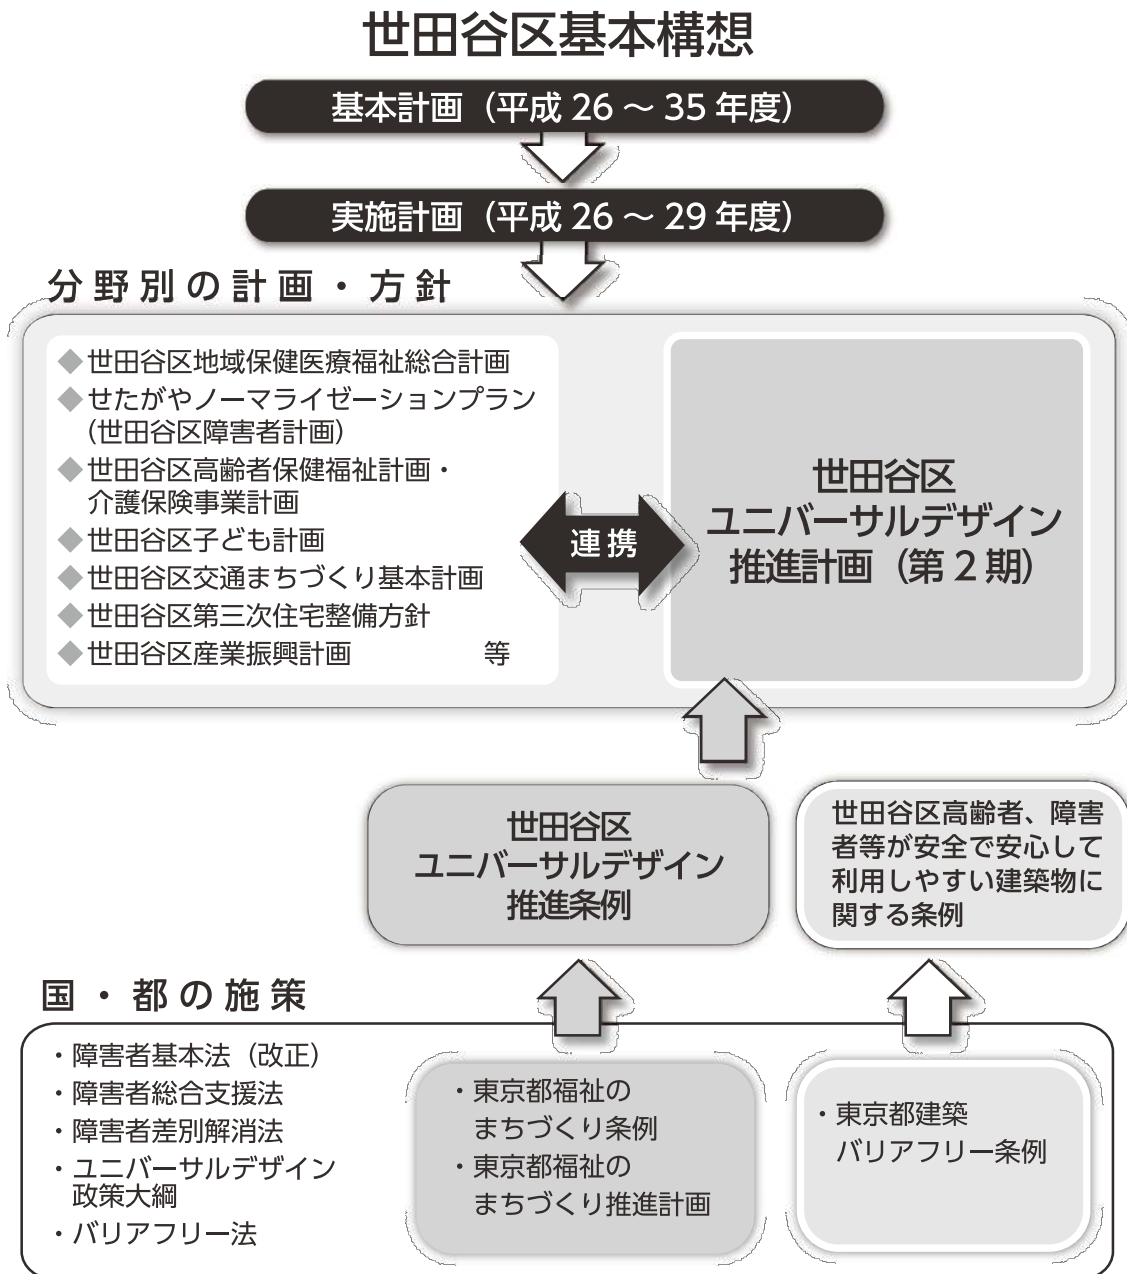 世田谷区基本構想
基本計画（平成 26 ～ 35 年度）
実施計画（平成 26 ～ 29 年度）
分野別の計画・方針
◆世田谷区地域保健医療福祉総合計画
◆せたがやノーマライゼーションプラン
（世田谷区障害者計画）
◆世田谷区高齢者保健福祉計画・
介護保険事業計画
◆世田谷区子ども計画
◆世田谷区交通まちづくり基本計画
◆世田谷区第三次住宅整備方針
◆世田谷区産業振興計画 等
連携
世田谷区
ユニバーサルデザイン
推進計画（第２期）
世田谷区
ユニバーサルデザイン
推進条例
世田谷区高齢者、障害
者等が安全で安心して
利用しやすい建築物に
関する条例
国・都の施策
・障害者基本法（改正）
・障害者総合支援法
・障害者差別解消法
・ユニバーサルデザイン
政策大綱
・バリアフリー法
・東京都福祉の
まちづくり条例
・東京都福祉の
まちづくり推進計画
・東京都建築
バリアフリー条例